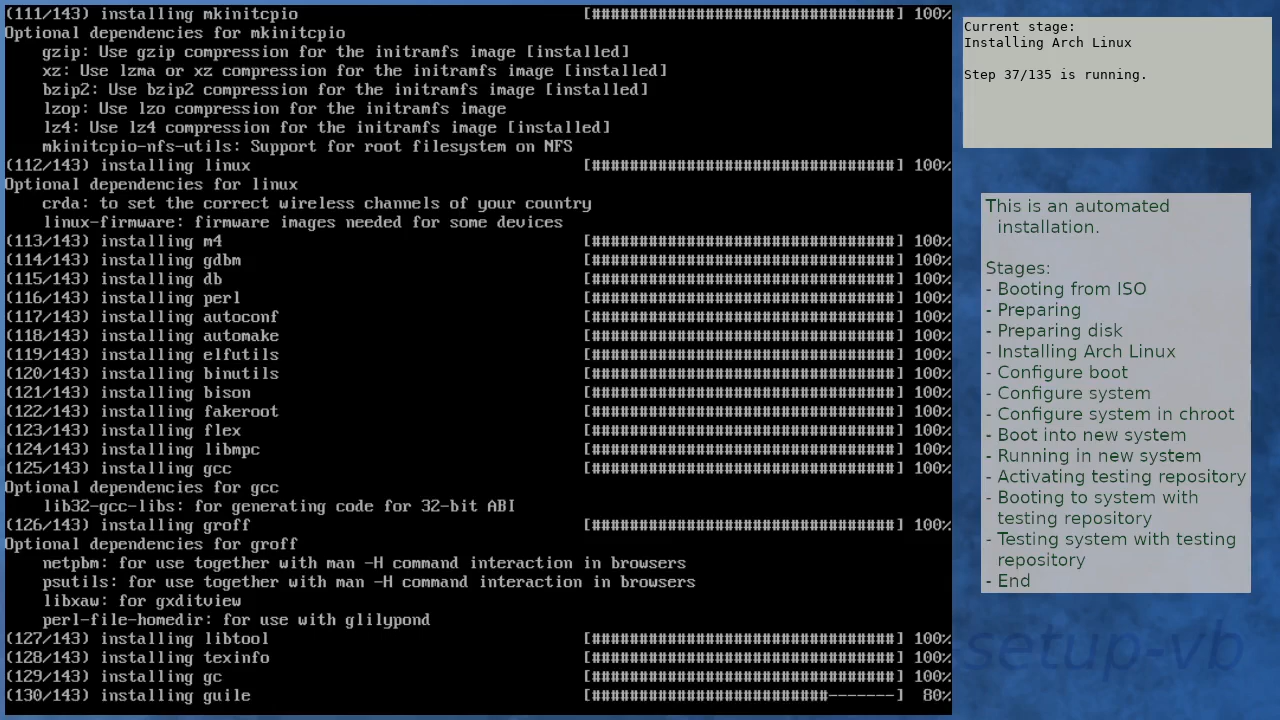 (111/143) installing mkinitcpio [################################] 100%
Optional dependencies for mkinitcpio
gzip: Use gzip compression for the initramfs image [installed]
xz: Use lzma or xz compression for the initramfs image [installed]
bzip2: Use bzip2 compression for the initramfs image [installed]
lzop: Use lzo compression for the initramfs image
lz4: Use lz4 compression for the initramfs image [installed]
mkinitcpio-nfs-utils: Support for root filesystem on NFS
(112/143) installing linux [################################] 100%
Optional dependencies for linux
crda: to set the correct wireless channels of your country
linux-firmware: firmware images needed for some devices
(113/143) installing m4 [################################] 100%
(114/143) installing gdbm [################################] 100%
(115/143) installing db [################################] 100%
(116/143) installing perl [################################] 100%
(117/143) installing autoconf [################################] 100%
(118/143) installing automake [################################] 100%
(119/143) installing elfutils [################################] 100%
(120/143) installing binutils [################################] 100%
(121/143) installing bison [################################] 100%
(122/143) installing fakeroot [################################] 100%
(123/143) installing flex [################################] 100%
(124/143) installing libmpc [################################] 100%
(125/143) installing gcc [################################] 100%
Optional dependencies for gcc
lib32-gcc-libs: for generating code for 32-bit ABI
(126/143) installing groff [################################] 100%
Optional dependencies for groff
netpbm: for use together with man -H command interaction in browsers
psutils: for use together with man -H command interaction in browsers
libxaw: for gxditview
perl-file-homedir: for use with glilypond
(127/143) installing libtool [################################] 100%
(128/143) installing texinfo [################################] 100%
(129/143) installing gc [################################] 100%
(130/143) installing guile [#########################-------] 80%
Current stage:
Installing Arch Linux
Step 37/135 is running.
This is an automated
installation.
Stages:
- Booting from ISO
- Preparing
- Preparing disk
- Installing Arch Linux
- Configure boot
- Configure system
- Configure system in chroot
- Boot into new system
- Running in new system
- Activating testing repository
- Booting to system with
testing repository
- Testing system with testing
repository
- End
setup-vb